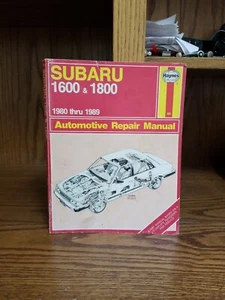 SUBARU
Haynes
1600 & 1800
1980 thru 1989
Automotive Repair Manual